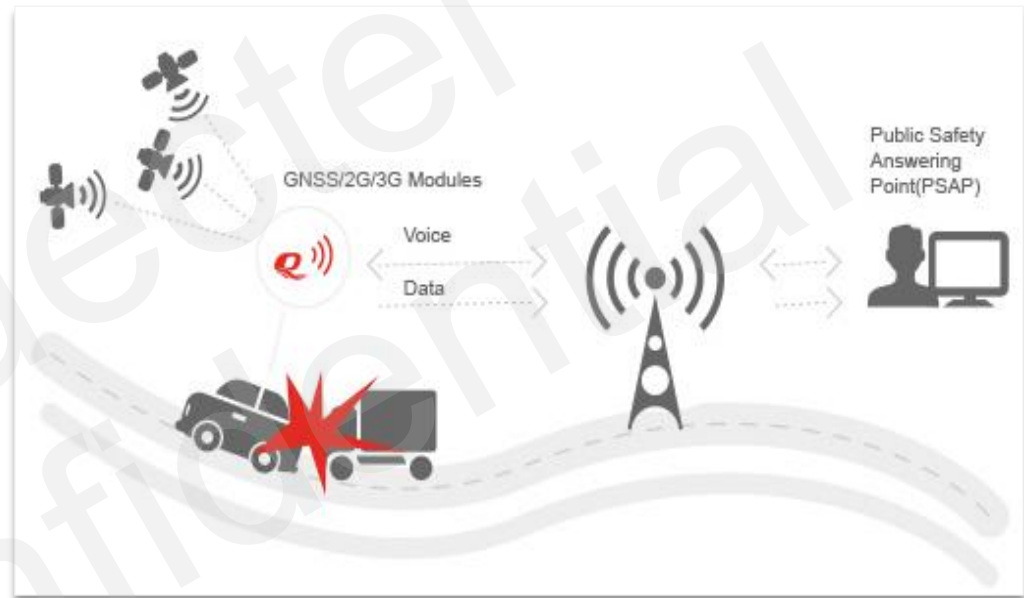 GNSS/2G/3G Modules
Voice
Data
Public Safety
Answering
Point(PSAP)